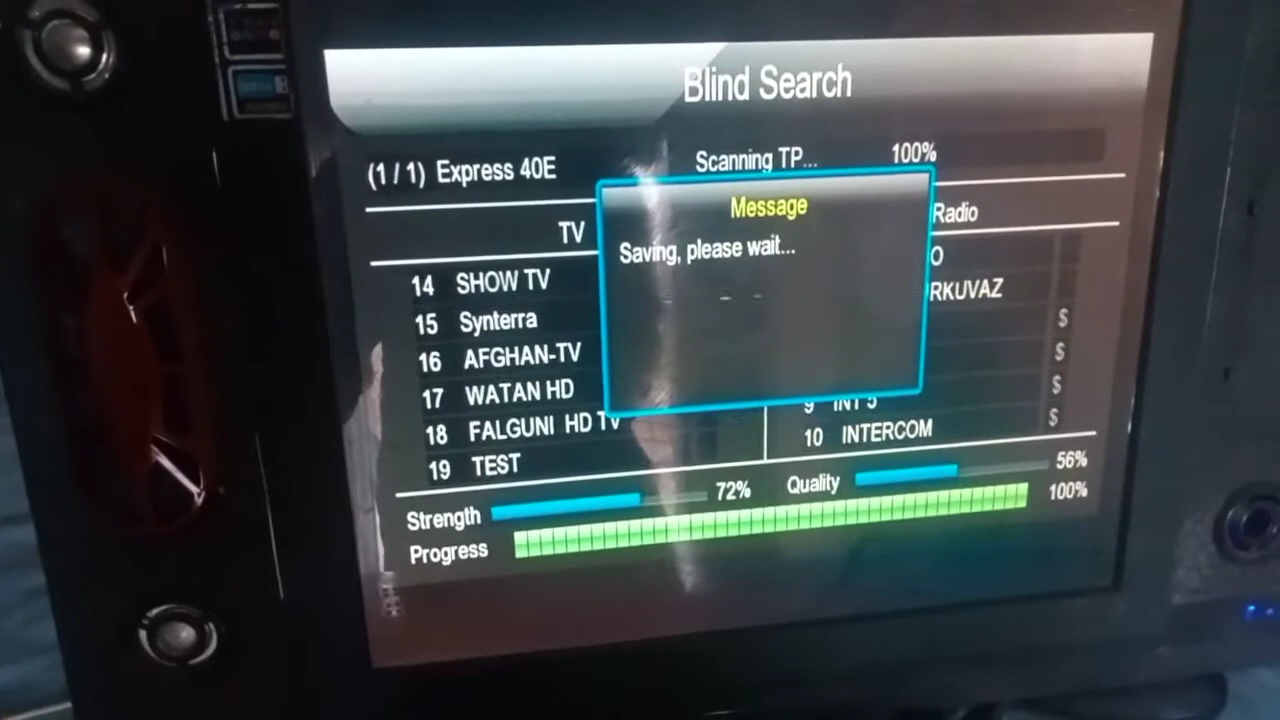 Blind Search
(1 / 1) Express 40E
Scanning TP...
100%
Message
Saving, please wait...
TV
Radio
14 SHOW TV
15 Synterra
16 AFGHAN-TV
17 WATAN HD
18 FALGUNI HD TV
19 TEST
O
RKUVAZ
$
$
$
9 INT 5
$
10 INTERCOM
Strength
72%
Quality
56%
Progress
100%